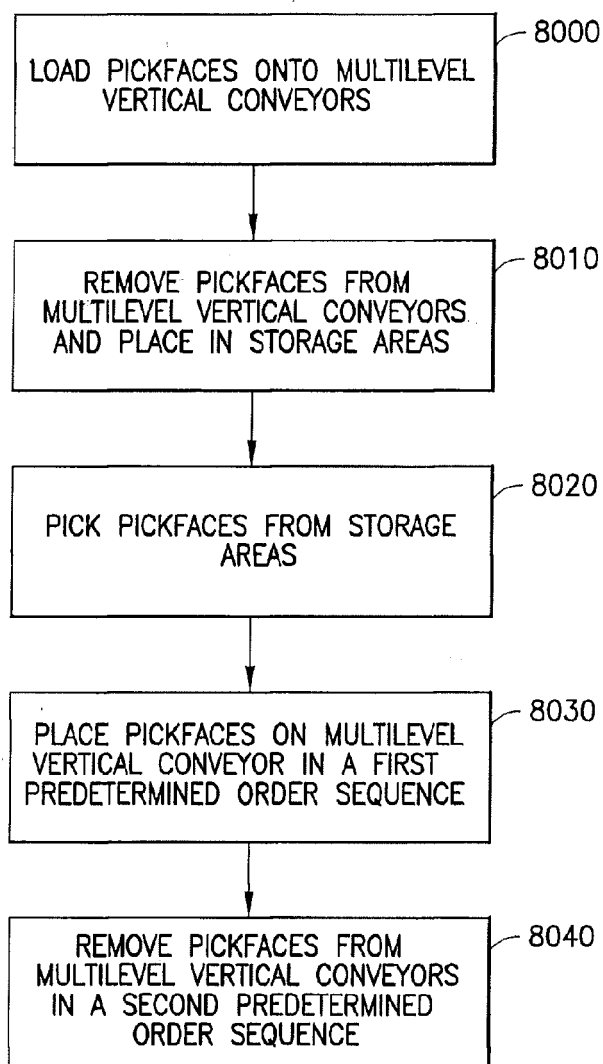 8000
LOAD PICKFACES ONTO MULTILEVEL
VERTICAL CONVEYORS
8010
REMOVE PICKFACES FROM
MULTILEVEL VERTICAL CONVEYORS
AND PLACE IN STORAGE AREAS
8020
PICK PICKFACES FROM STORAGE
AREAS
8030
PLACE PICKFACES ON MULTILEVEL
VERTICAL CONVEYOR IN A FIRST
PREDETERMINED ORDER SEQUENCE
8040
REMOVE PICKFACES FROM
MULTILEVEL VERTICAL CONVEYORS
IN A SECOND PREDETERMINED
ORDER SEQUENCE